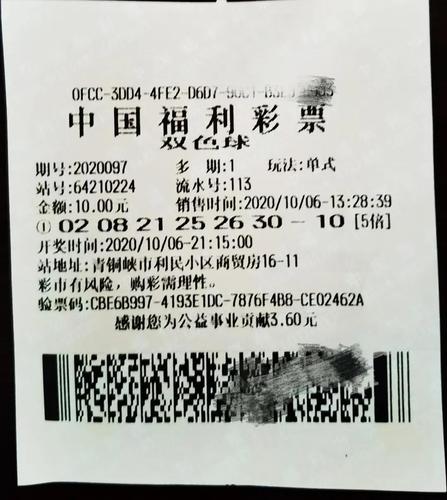 0FCC-3DD4-4FE2-D6D7-
中国福利彩票
双色球
期号:2020097 多 期:1 玩法:单式
站号:64210224 流水号:113
金额:10.00元 销售时间:2020/10/06-13:28:39
① 02 08 21 25 26 30 - 10 [5倍]
开奖时间:2020/10/06-21:15:00
站地址:青铜峡市利民小区商贸房16-11
彩市有风险，购彩需理性。
验票码:CBE6B997-4193E1DC-7876F4B8-CE02462A
感谢您为公益事业贡献3.60元